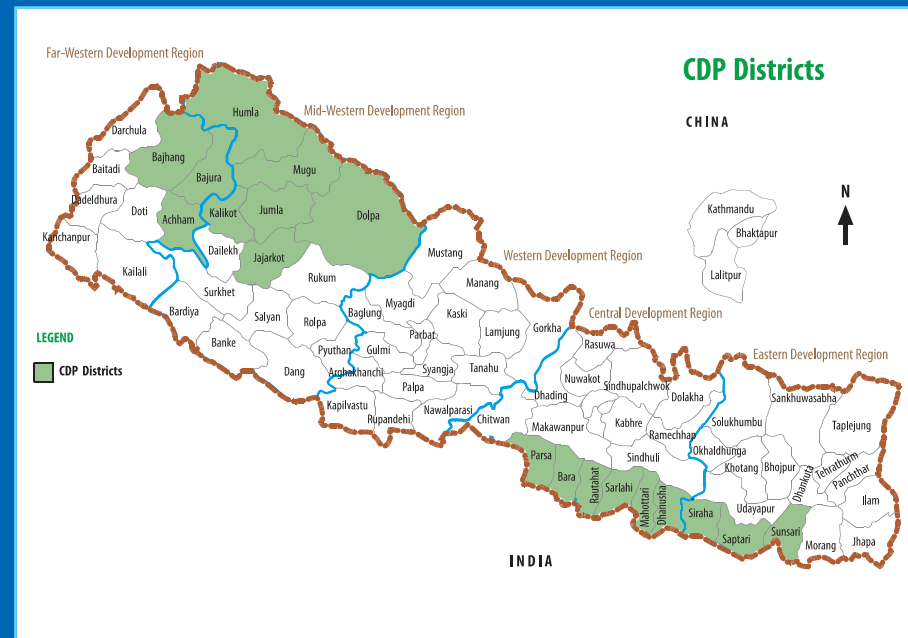 Far-Western Development Region
CDP Districts
Mid-Western Development Region
CHINA
Humla
Darchula
Bajhang
Baitadi
Bajura
Mugu
N
Dadeldhura
Doti
Achham
Kalikot
Jumla
Dolpa
Kathmandu
Bhaktapur
Kanchanpur
Dailekh
Jajarkot
Mustang
Western Development Region
Lalitpur
Kailali
Rukum
Manang
Surkhet
Bardiya
Salyan
Rolpa
Baglung
Myagdi
Kaski
Lamjung
Gorkha
Central Development Region
LEGEND
Banke
Parbat
Rasuwa
Eastern Development Region
CDP Districts
Pyuthan
Gulmi
Dang
Arghakhanchi
Syangja
Tanahu
Nuwakot
Sindhupalchwok
Palpa
Dhading
Dolakha
Sankhuwasabha
Kapilvastu
Rupandehi
Nawalparasi
Chitwan
Makawanpur
Kabhre
Ramechhap
Solukhumbu
Taplejung
Okhaldhunga
Sindhuli
Khotang
Bhojpur
Dhankuta
Tehrathum
Panchthar
Parsa
Bara
Rautahat
Sarlahi
Mahottari
Dhanusha
Siraha
Udayapur
Ilam
Saptari
Sunsari
Morang
Jhapa
INDIA